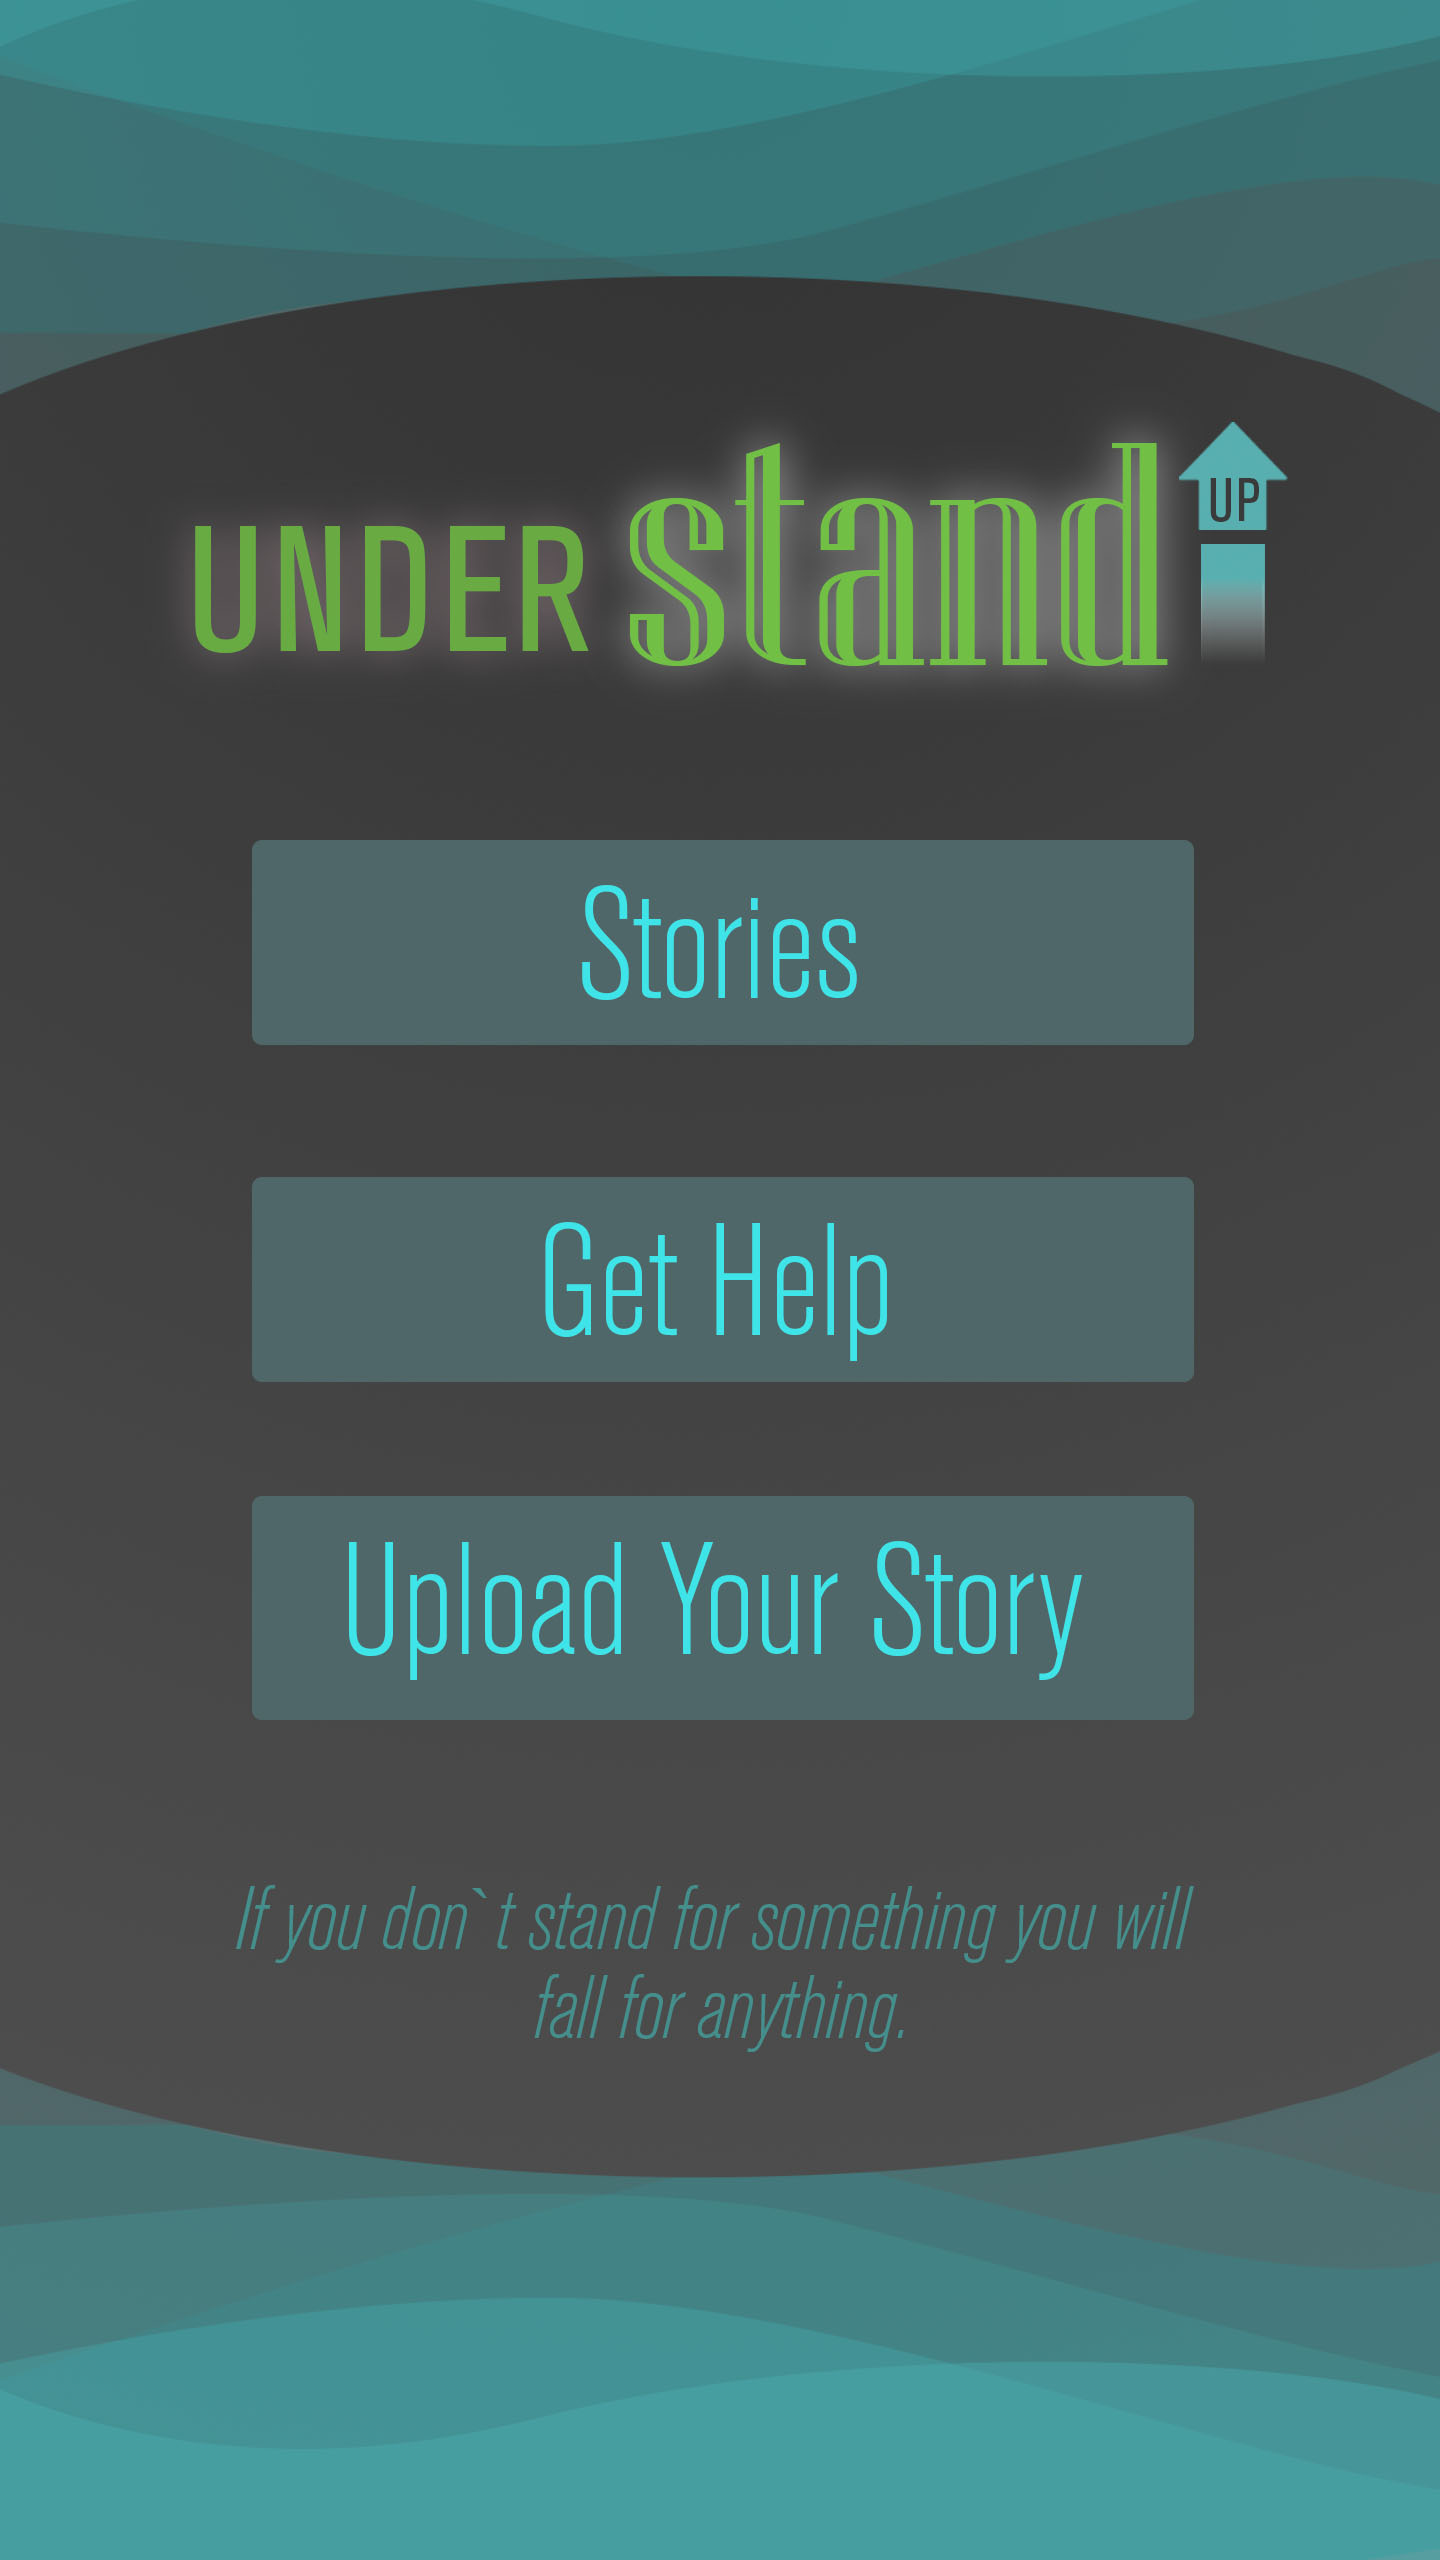 UNDER stand UP
Stories
Get Help
Upload Your Story
If you don`t stand for something you will
fall for anything.